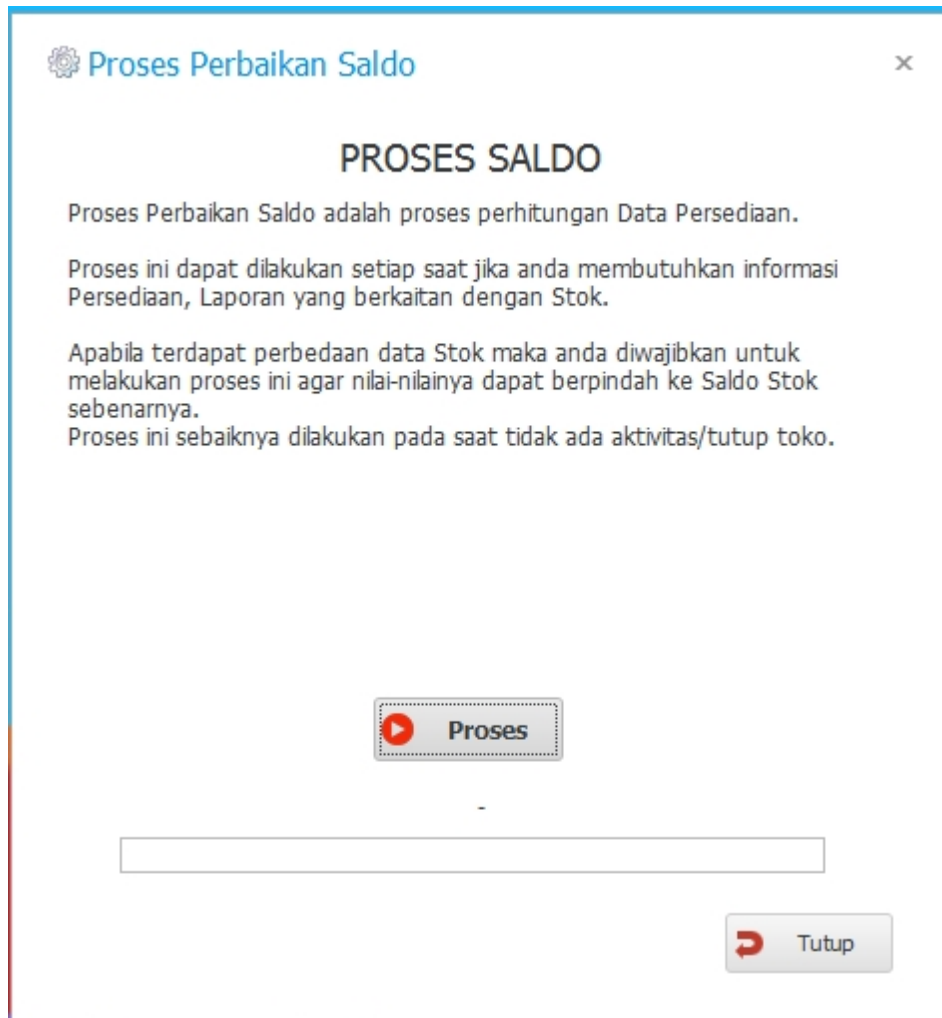 Proses Perbaikan Saldo
×
PROSES SALDO
Proses Perbaikan Saldo adalah proses perhitungan Data Persediaan.
Proses ini dapat dilakukan setiap saat jika anda membutuhkan informasi
Persediaan, Laporan yang berkaitan dengan Stok.
Apabila terdapat perbedaan data Stok maka anda diwajibkan untuk
melakukan proses ini agar nilai-nilainya dapat berpindah ke Saldo Stok
sebenarnya.
Proses ini sebaiknya dilakukan pada saat tidak ada aktivitas/tutup toko.
Proses
-
Tutup